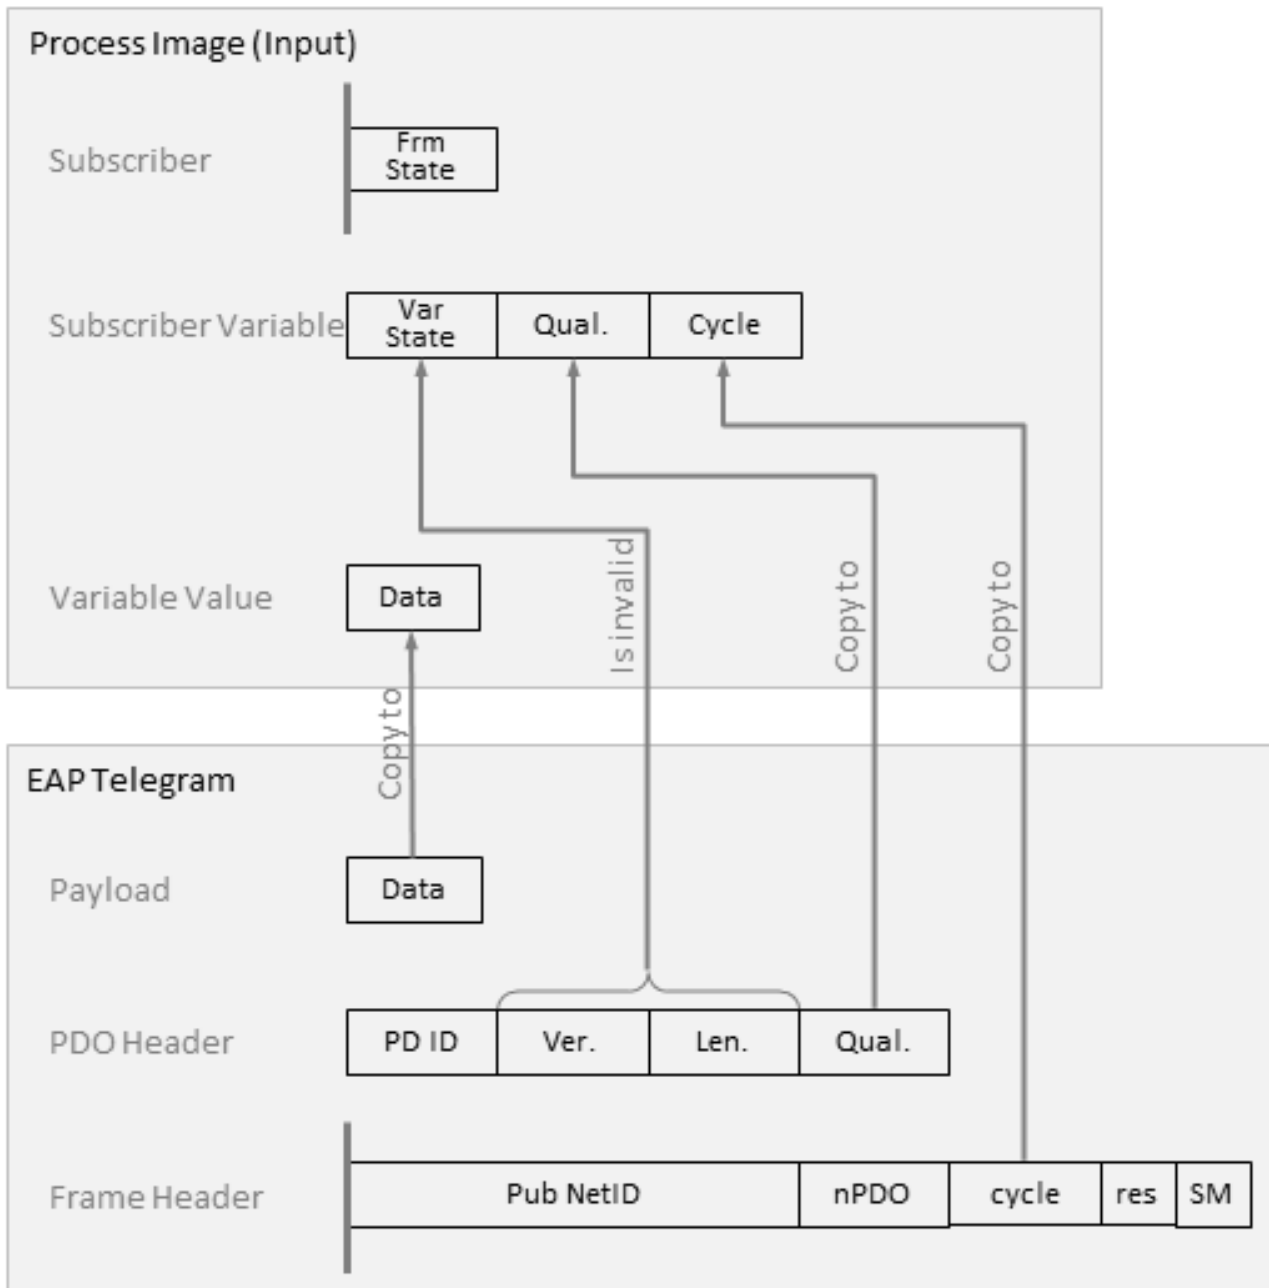 Process Image (Input)
Subscriber
Frm
State
Subscriber Variable
Var
State
Qual.
Cycle
Is invalid
Copy to
Copy to
Variable Value
Data
Copy to
EAP Telegram
Payload
Data
PDO Header
PD ID
Ver.
Len.
Qual.
Frame Header
Pub NetID
nPDO
cycle
res
SM